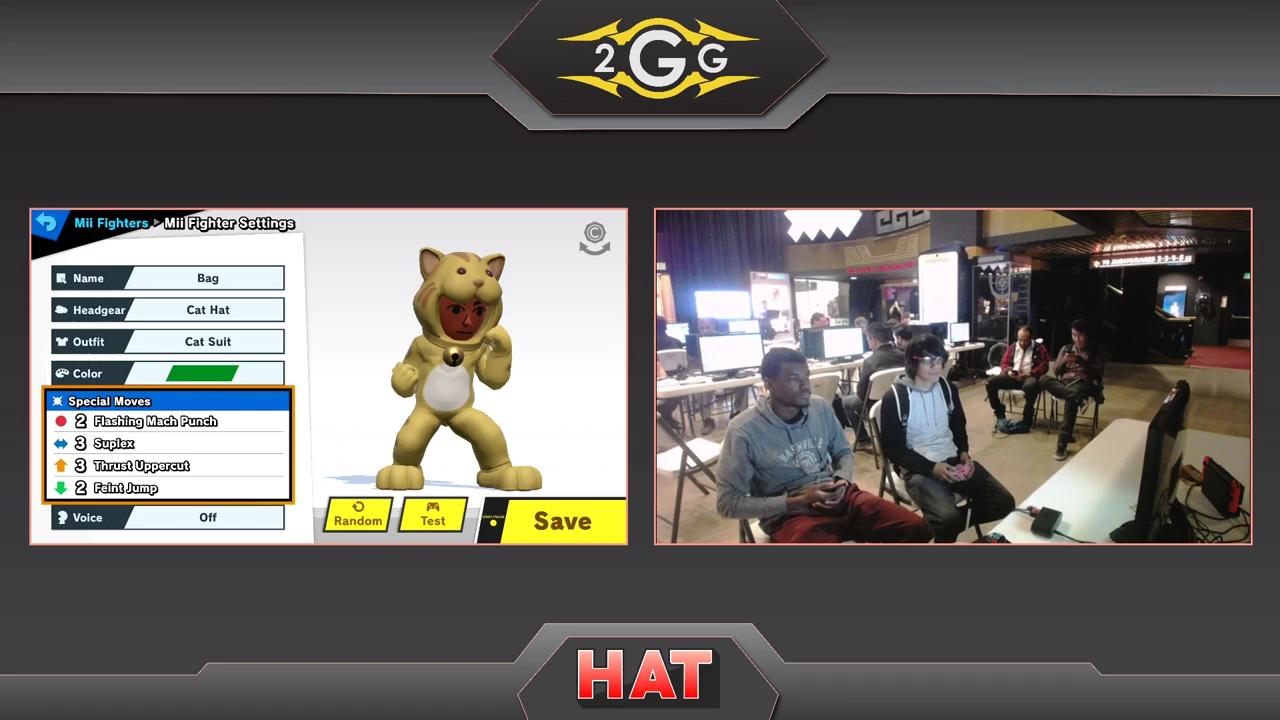 2GG
Mii Fighters ▶ Mii Fighter Settings
Name Bag
Headgear Cat Hat
Outfit Cat Suit
Color
Special Moves
2 Flashing Mach Punch
3 Suplex
3 Thrust Uppercut
2 Feint Jump
Voice Off
Random
Test
Save
NASHVILLE
HAT